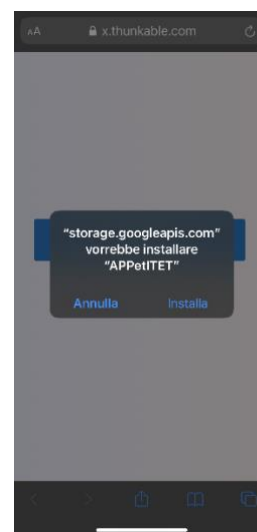 AA x.thunkable.com
“storage.googleapis.com”
vorrebbe installare
“APPetITET”
Annulla Installa